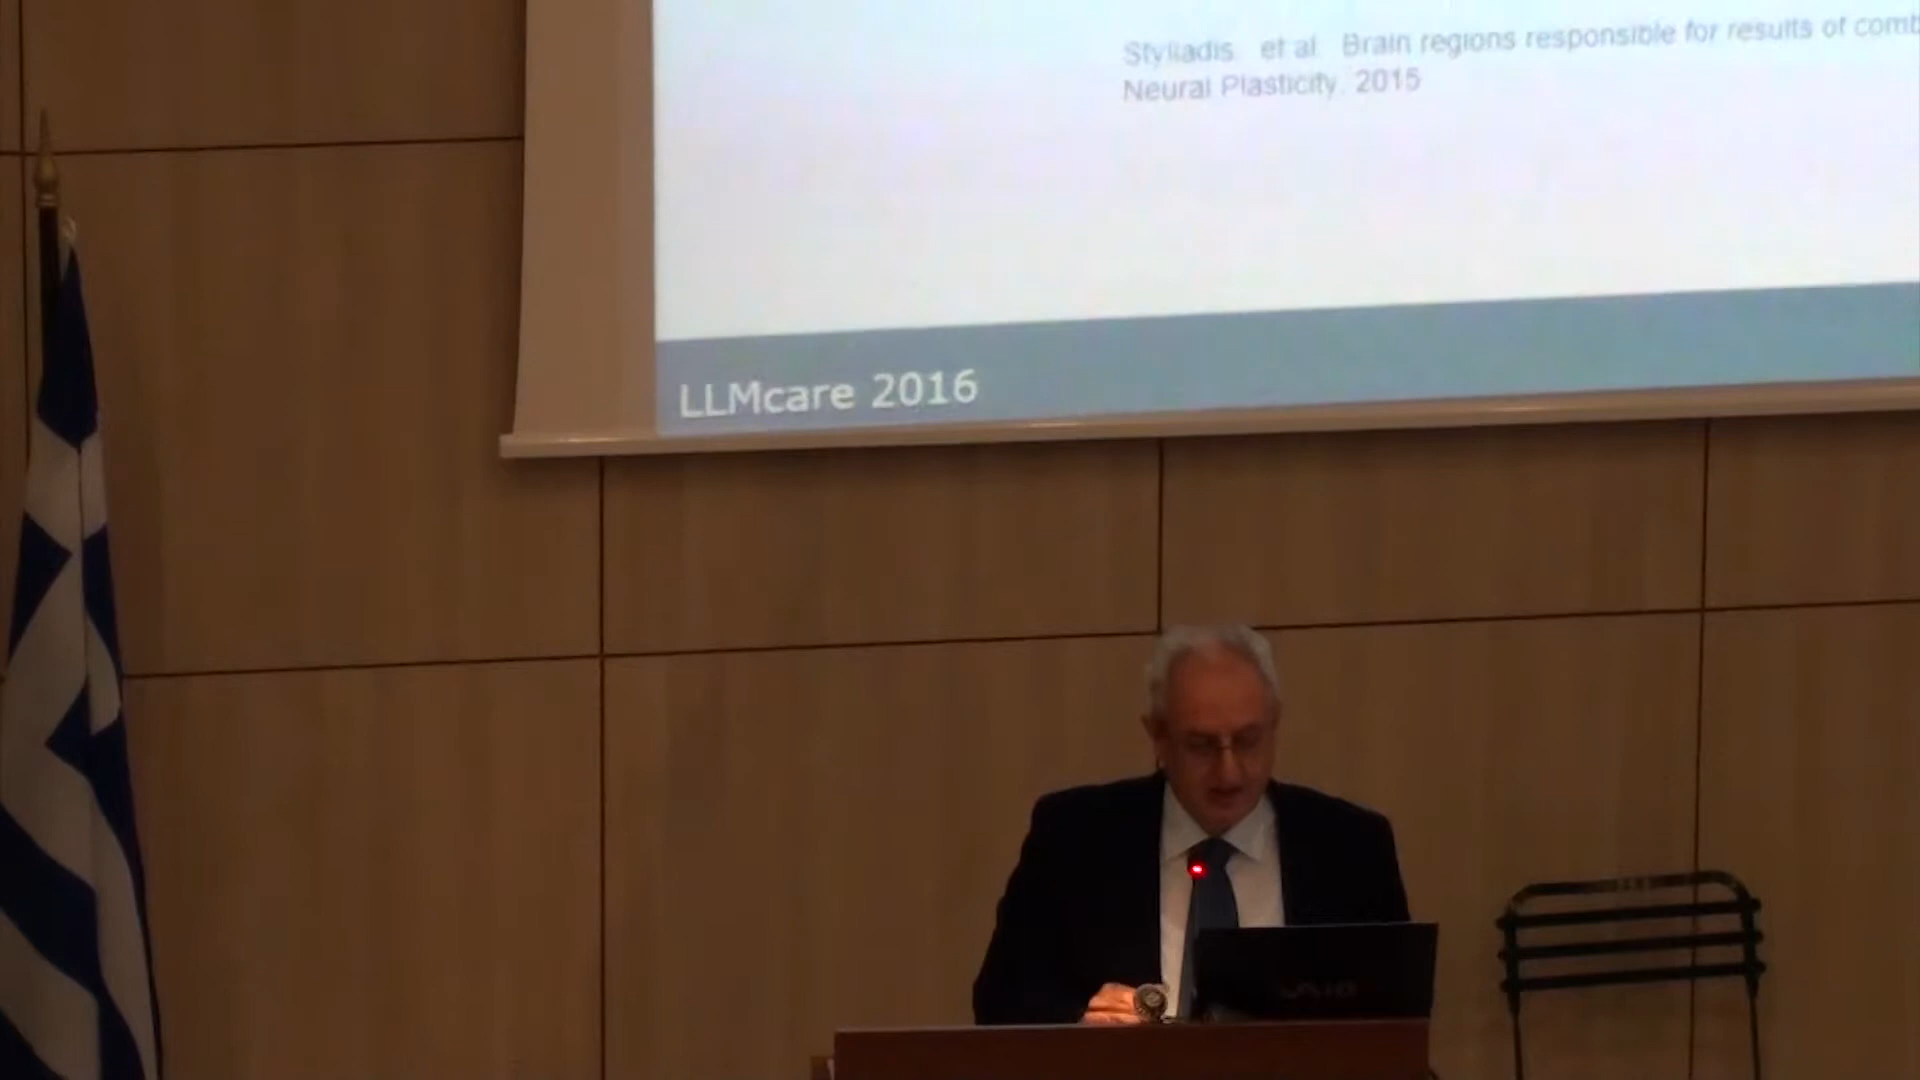 Styliadis et al. Brain regions responsible for results of comb
Neural Plasticity, 2015
LLMcare 2016
VAIO